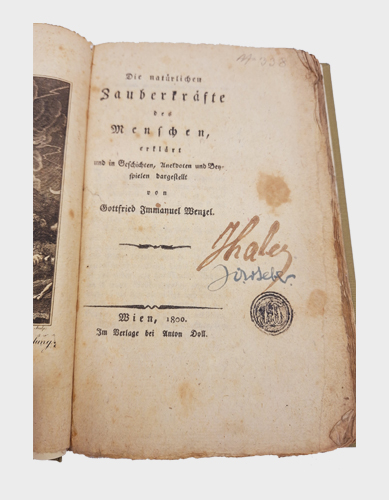 Die natürlichen
Zauberkräfte
des
Menschen,
erklärt
und in Geschichten, Anekdoten und Bey-
spielen dargestellt
von
Gottfried Immanuel Wenzel.
Thaler
Wien, 1800.
Im Verlage bei Anton Doll.